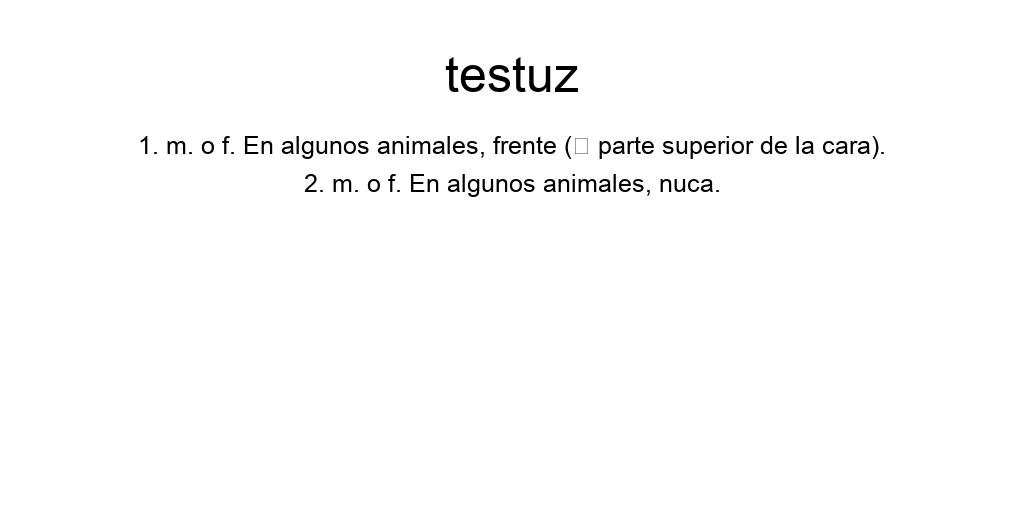 testuz
1. m. o f. En algunos animales, frente (□ parte superior de la cara).
2. m. o f. En algunos animales, nuca.